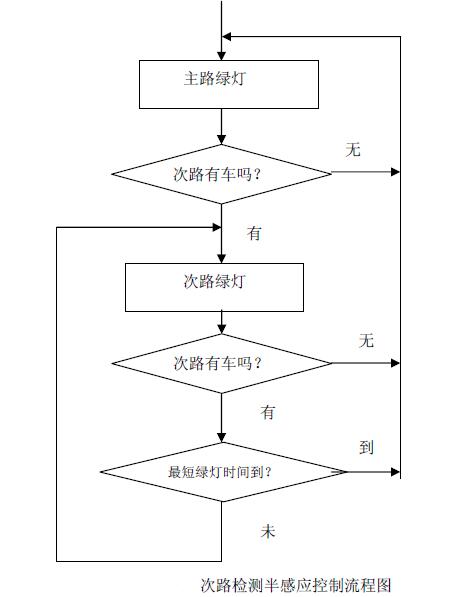 主路绿灯
无
次路有车吗？
有
次路绿灯
无
次路有车吗？
有
到
最短绿灯时间到？
未
次路检测半感应控制流程图